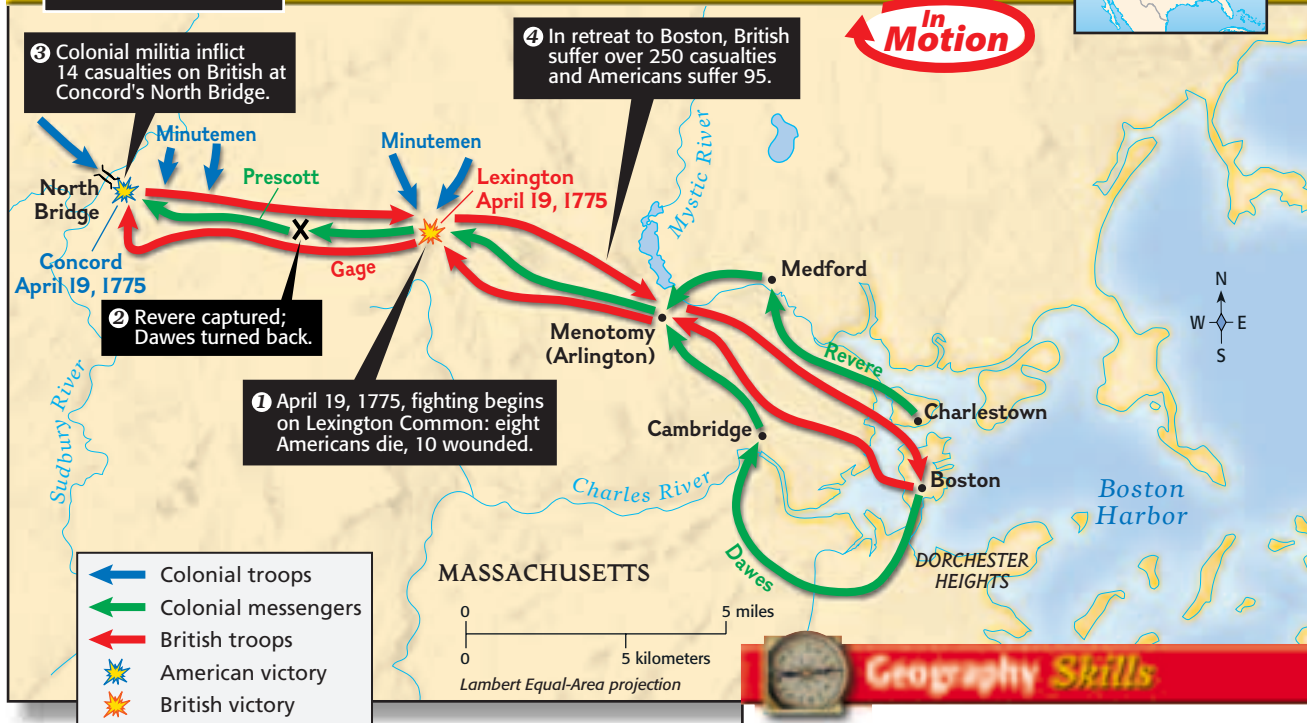 In
Motion
❸ Colonial militia inflict
14 casualties on British at
Concord's North Bridge.
❹ In retreat to Boston, British
suffer over 250 casualties
and Americans suffer 95.
Minutemen
Minutemen
Prescott
Lexington
April 19, 1775
North
Bridge
Mystic River
Concord
April 19, 1775
Gage
Medford
N
W E
S
❷ Revere captured;
Dawes turned back.
Menotomy
(Arlington)
Revere
❶ April 19, 1775, fighting begins
on Lexington Common: eight
Americans die, 10 wounded.
Charlestown
Cambridge
Sudbury River
Charles River
Boston
Boston
Harbor
Dawes
DORCHESTER
HEIGHTS
MASSACHUSETTS
Colonial troops
Colonial messengers
British troops
American victory
British victory
0 5 miles
0 5 kilometers
Lambert Equal-Area projection
Geography Skills